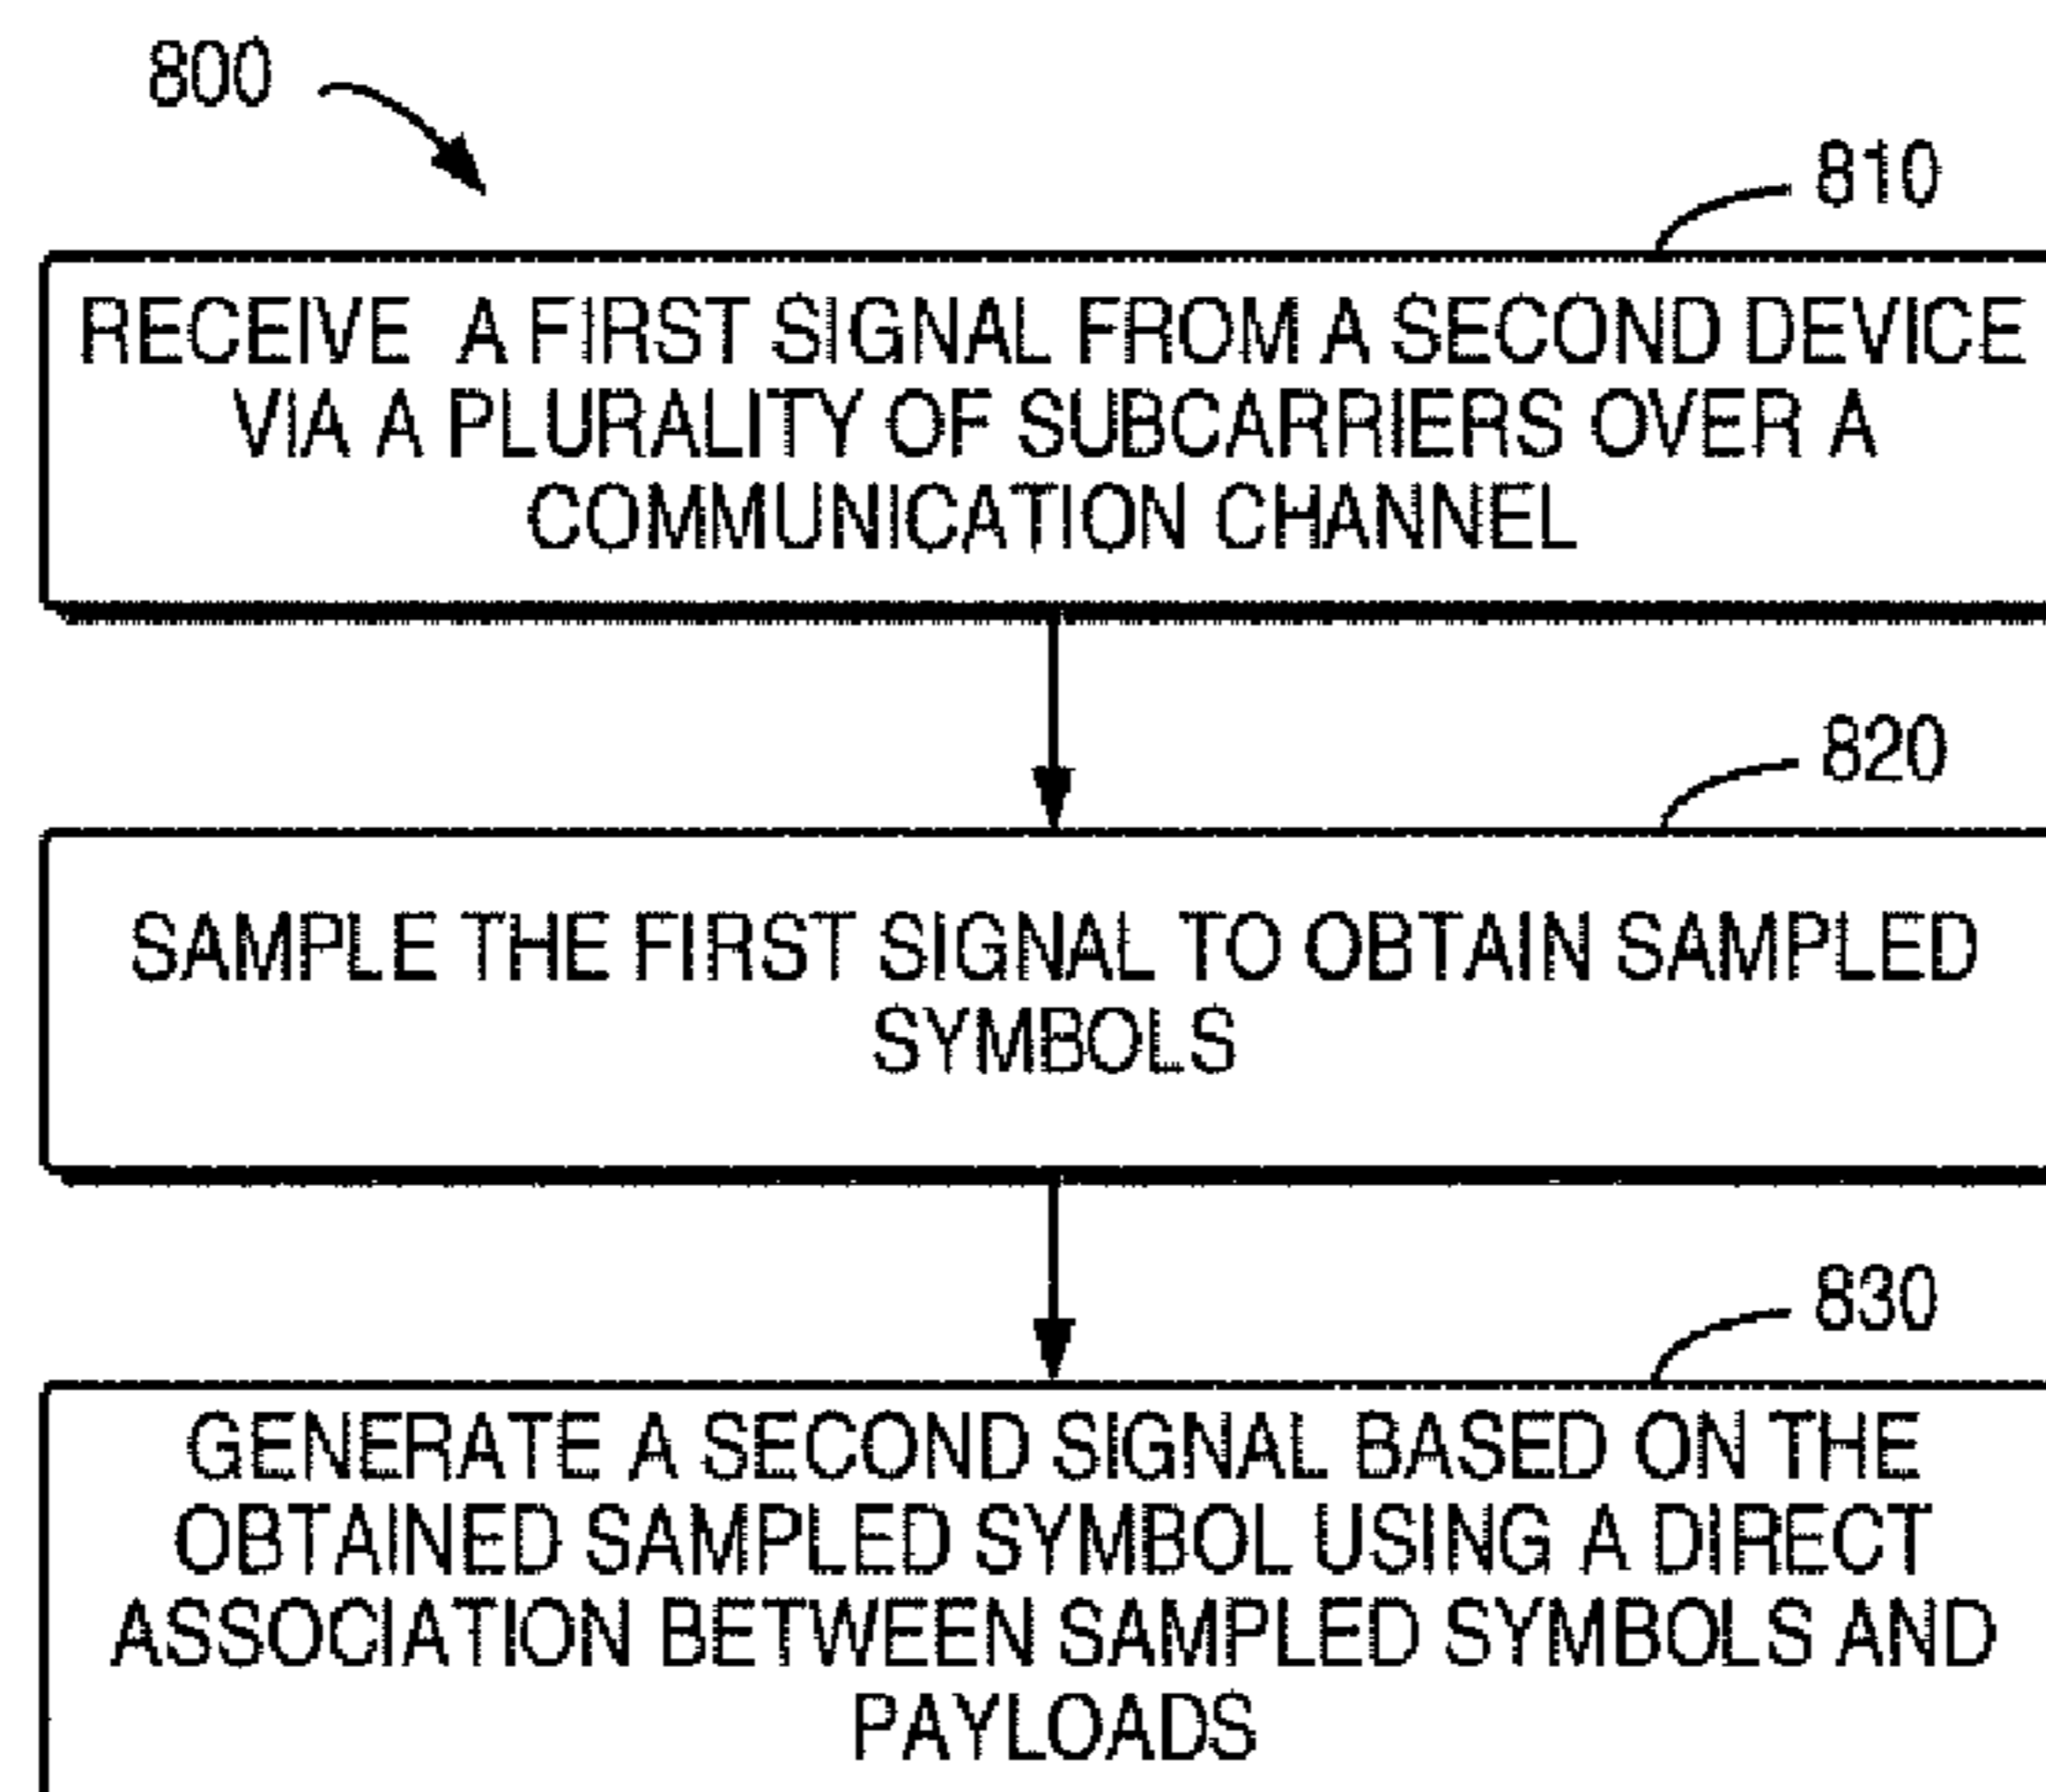 800
810
RECEIVE A FIRST SIGNAL FROM A SECOND DEVICE
VIA A PLURALITY OF SUBCARRIERS OVER A
COMMUNICATION CHANNEL
820
SAMPLE THE FIRST SIGNAL TO OBTAIN SAMPLED
SYMBOLS
830
GENERATE A SECOND SIGNAL BASED ON THE
OBTAINED SAMPLED SYMBOL USING A DIRECT
ASSOCIATION BETWEEN SAMPLED SYMBOLS AND
PAYLOADS